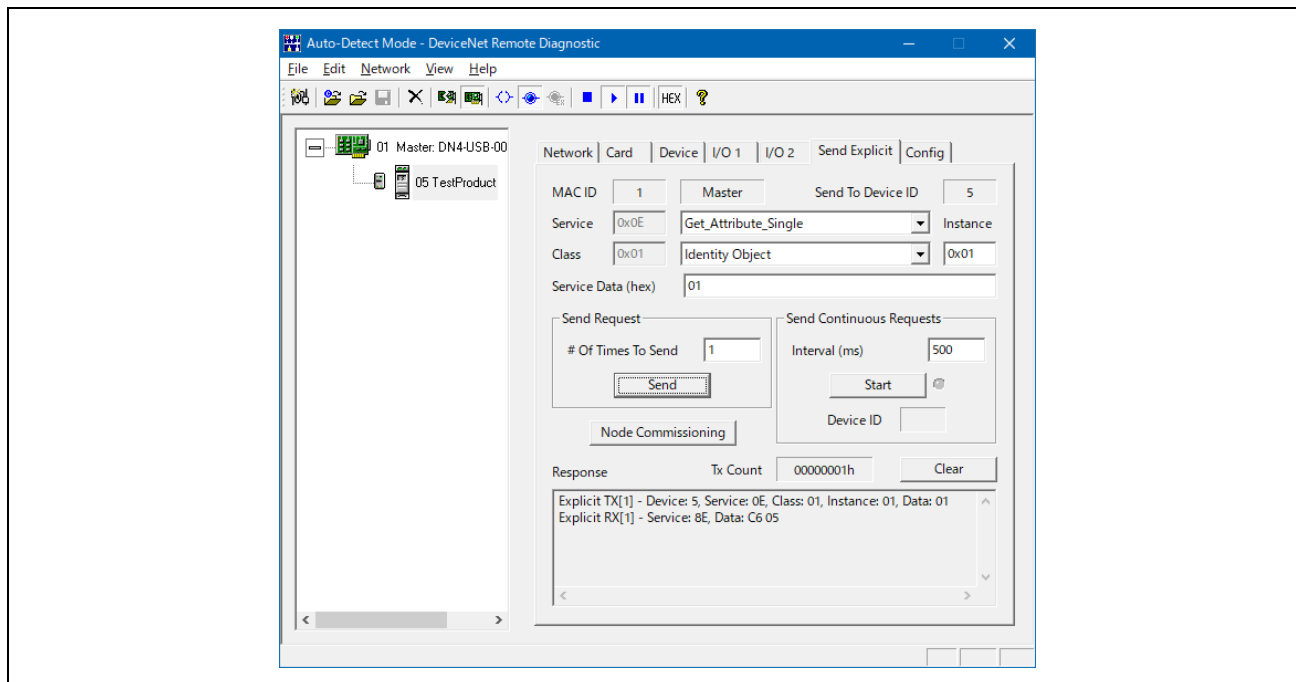 Auto-Detect Mode - DeviceNet Remote Diagnostic
File Edit Network View Help
HEX
01 Master: DN4-USB-00
05 TestProduct
Network Card Device I/O 1 I/O 2 Send Explicit Config
MAC ID 1 Master Send To Device ID 5
Service 0x0E Get_Attribute_Single Instance
Class 0x01 Identity Object 0x01
Service Data (hex) 01
Send Request Send Continuous Requests
# Of Times To Send 1 Interval (ms) 500
Send Start
Device ID
Node Commissioning
Response Tx Count 00000001h Clear
Explicit TX[1] - Device: 5, Service: 0E, Class: 01, Instance: 01, Data: 01
Explicit RX[1] - Service: 8E, Data: C6 05